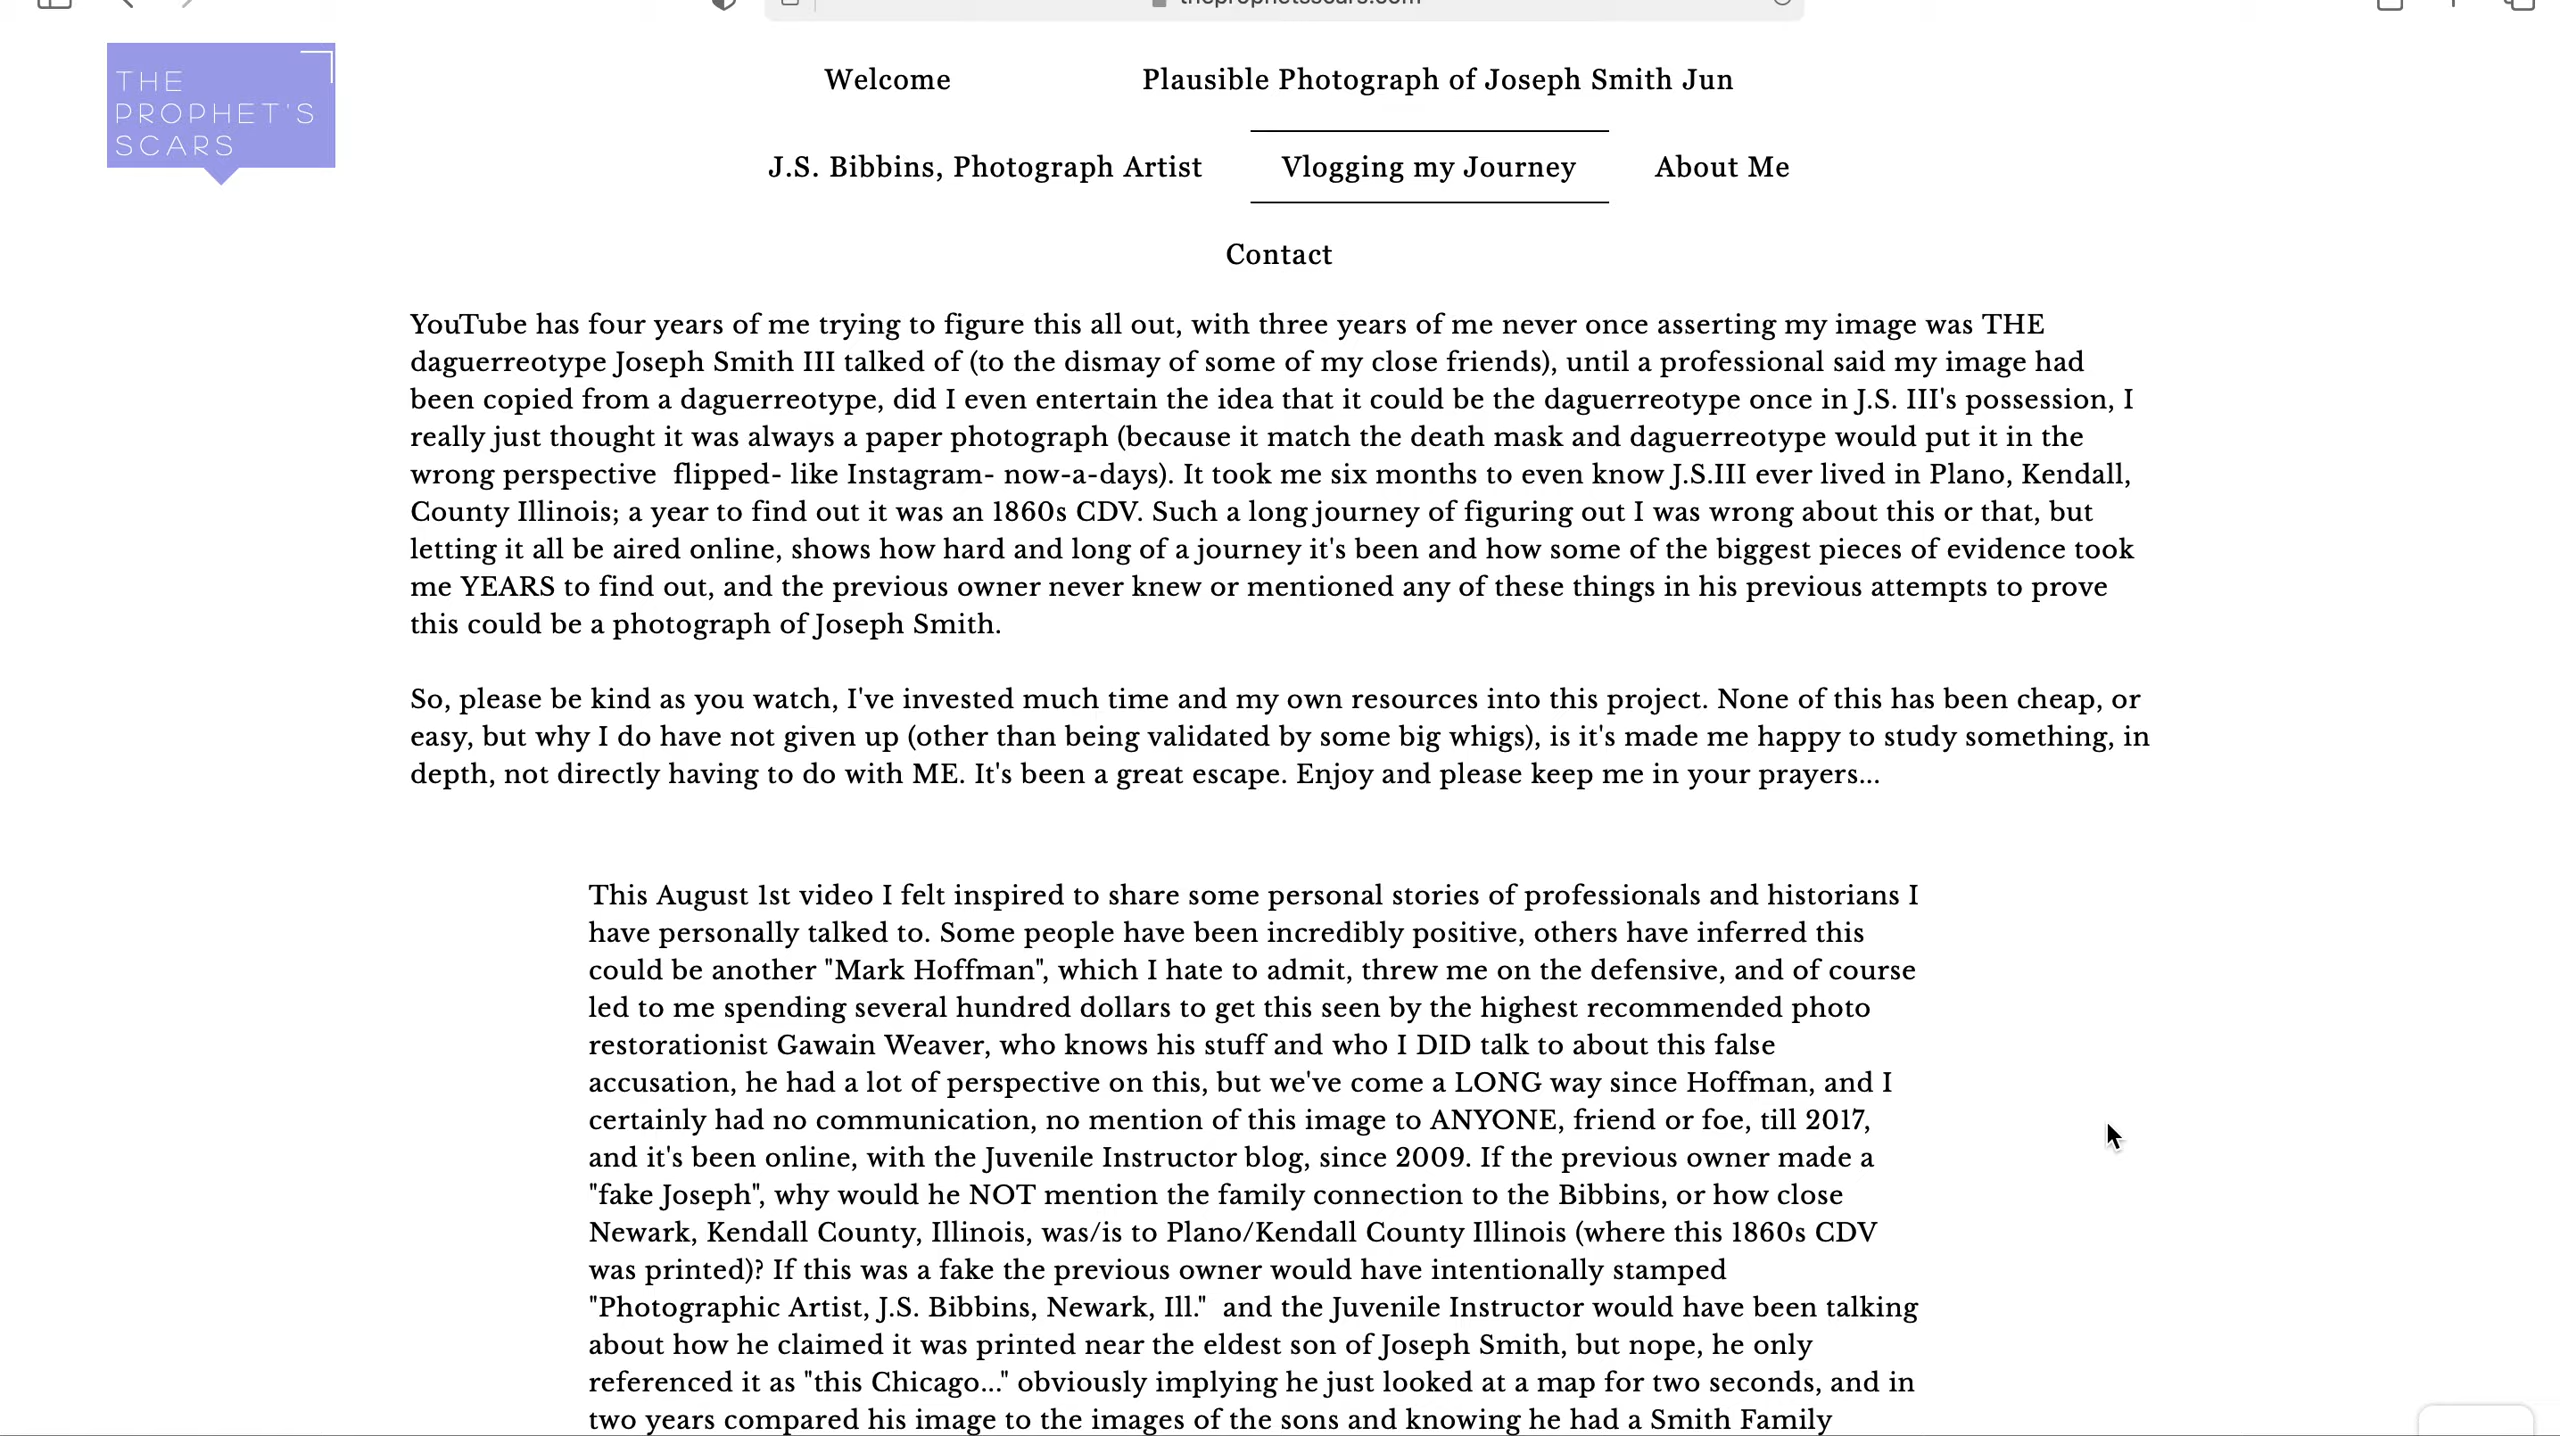 THE
PROPHET'S
SCARS
Welcome
Plausible Photograph of Joseph Smith Jun
J.S. Bibbins, Photograph Artist
Vlogging my Journey
About Me
Contact
YouTube has four years of me trying to figure this all out, with three years of me never once asserting my image was THE
daguerreotype Joseph Smith III talked of (to the dismay of some of my close friends), until a professional said my image had
been copied from a daguerreotype, did I even entertain the idea that it could be the daguerreotype once in J.S. III's possession, I
really just thought it was always a paper photograph (because it match the death mask and daguerreotype would put it in the
wrong perspective  flipped- like Instagram- now-a-days). It took me six months to even know J.S.III ever lived in Plano, Kendall,
County Illinois; a year to find out it was an 1860s CDV. Such a long journey of figuring out I was wrong about this or that, but
letting it all be aired online, shows how hard and long of a journey it's been and how some of the biggest pieces of evidence took
me YEARS to find out, and the previous owner never knew or mentioned any of these things in his previous attempts to prove
this could be a photograph of Joseph Smith.
So, please be kind as you watch, I've invested much time and my own resources into this project. None of this has been cheap, or
easy, but why I do have not given up (other than being validated by some big whigs), is it's made me happy to study something, in
depth, not directly having to do with ME. It's been a great escape. Enjoy and please keep me in your prayers...
This August 1st video I felt inspired to share some personal stories of professionals and historians I
have personally talked to. Some people have been incredibly positive, others have inferred this
could be another "Mark Hoffman", which I hate to admit, threw me on the defensive, and of course
led to me spending several hundred dollars to get this seen by the highest recommended photo
restorationist Gawain Weaver, who knows his stuff and who I DID talk to about this false
accusation, he had a lot of perspective on this, but we've come a LONG way since Hoffman, and I
certainly had no communication, no mention of this image to ANYONE, friend or foe, till 2017,
and it's been online, with the Juvenile Instructor blog, since 2009. If the previous owner made a
"fake Joseph", why would he NOT mention the family connection to the Bibbins, or how close
Newark, Kendall County, Illinois, was/is to Plano/Kendall County Illinois (where this 1860s CDV
was printed)? If this was a fake the previous owner would have intentionally stamped
"Photographic Artist, J.S. Bibbins, Newark, Ill."  and the Juvenile Instructor would have been talking
about how he claimed it was printed near the eldest son of Joseph Smith, but nope, he only
referenced it as "this Chicago..." obviously implying he just looked at a map for two seconds, and in
two years compared his image to the images of the sons and knowing he had a Smith Family